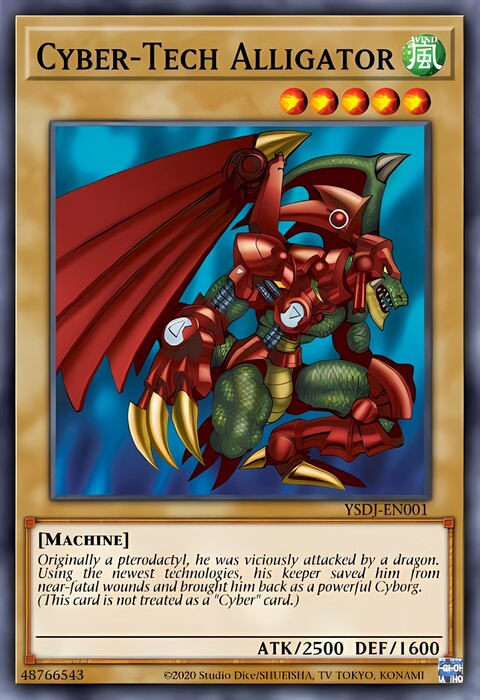 CYBER-TECH ALLIGATOR
WIND
風
YSDJ-EN001
[MACHINE]
Originally a pterodactyl, he was viciously attacked by a dragon.
Using the newest technologies, his keeper saved him from
near-fatal wounds and brought him back as a powerful Cyborg.
(This card is not treated as a "Cyber" card.)
ATK/2500 DEF/1600
48766543
©2020 Studio Dice/SHUEISHA, TV TOKYO, KONAMI